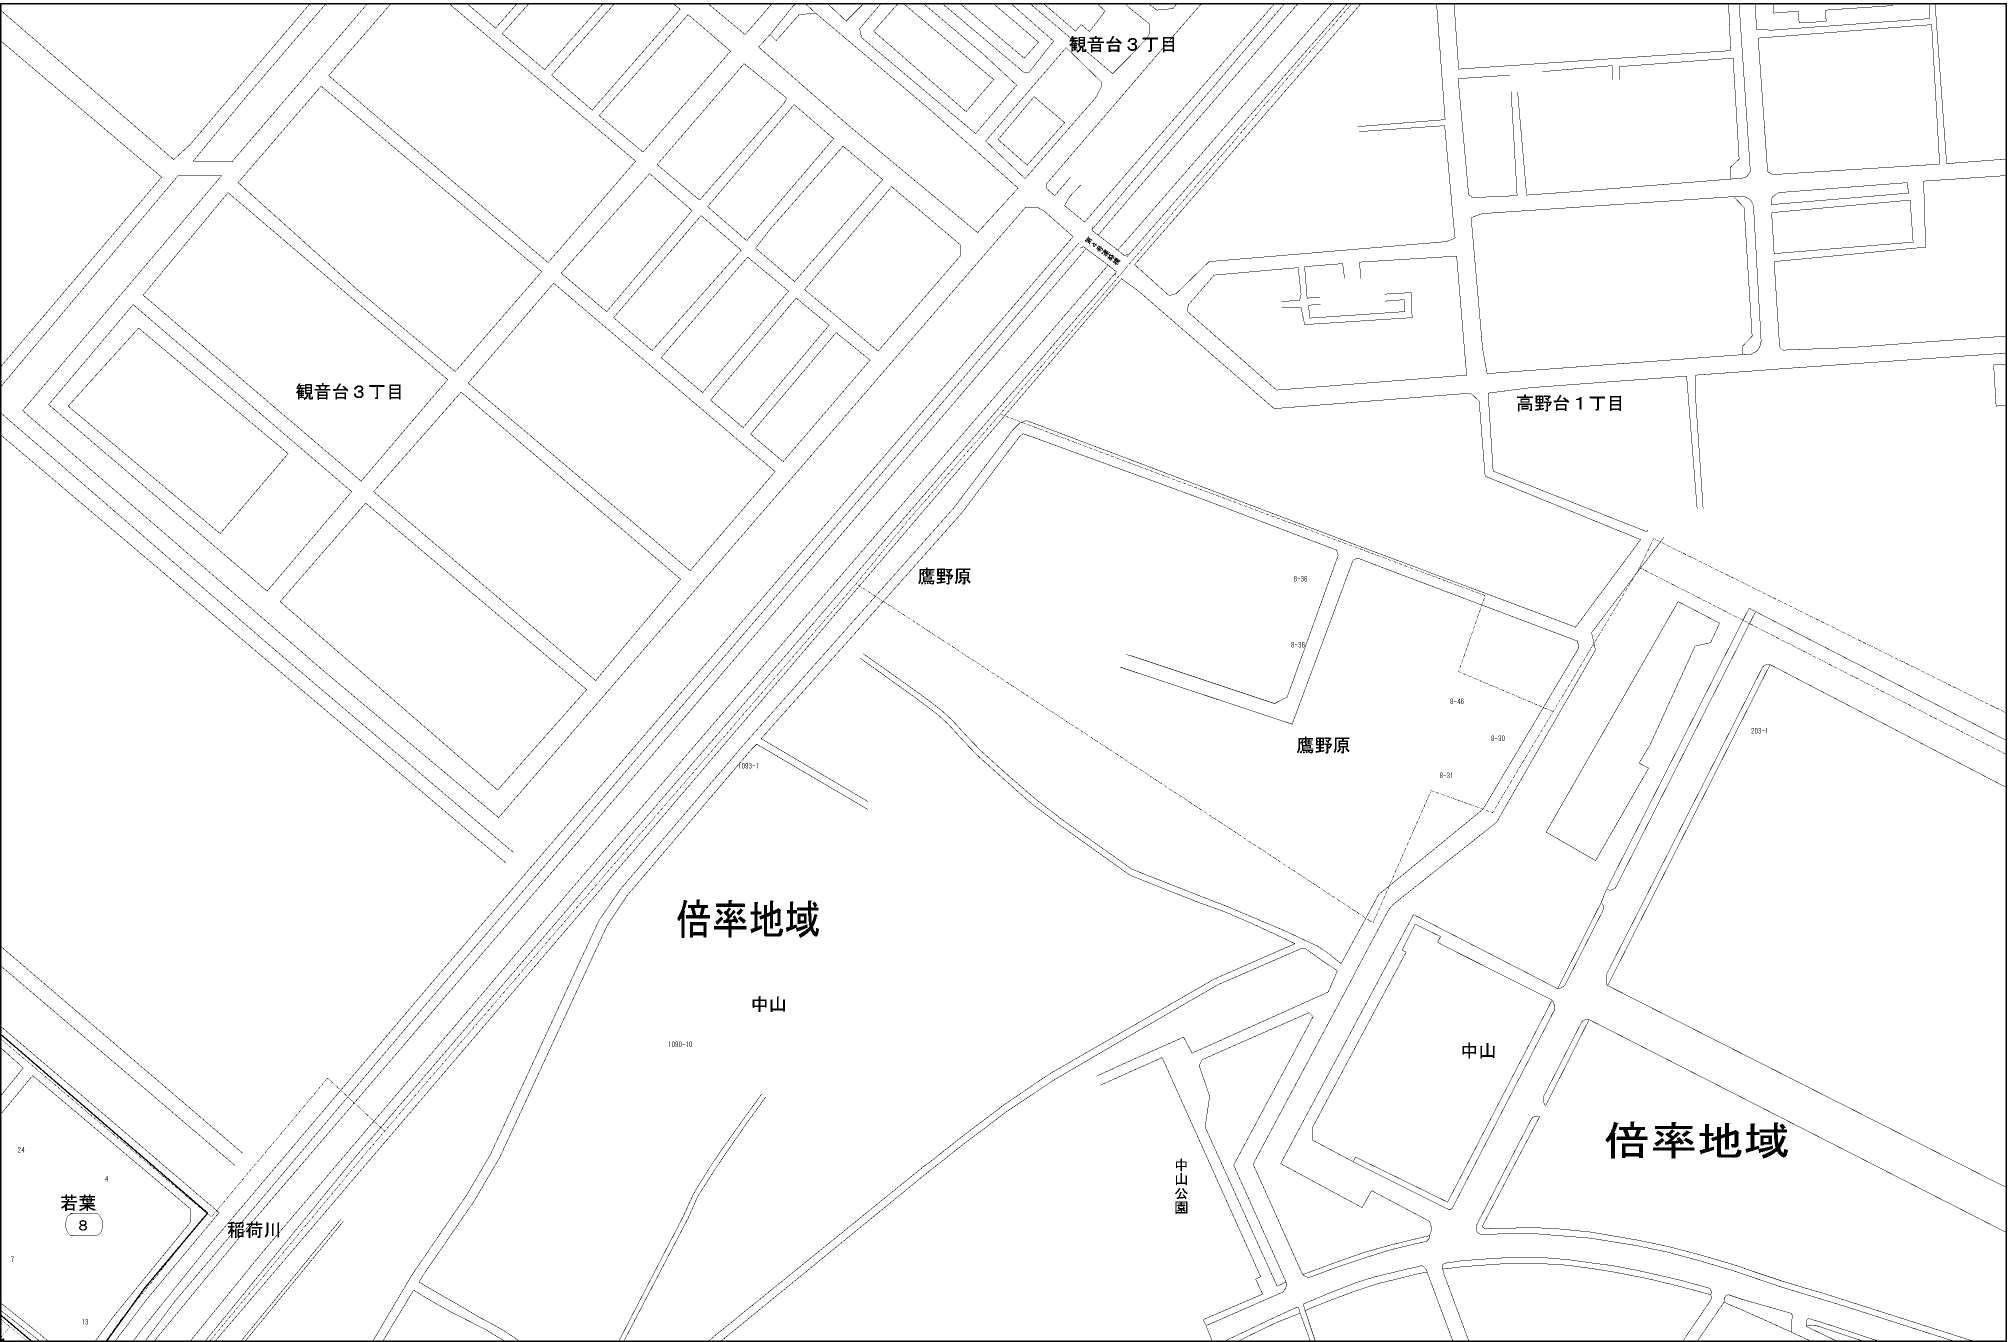 観音台３丁目
観音台３丁目
高野台１丁目
鷹野原
8-36
8-36
8-46
203-1
8-30
鷹野原
1093-1
8-31
倍率地域
中山
1090-10
中山
倍率地域
24
4
中山公園
若葉
8
稲荷川
7
13